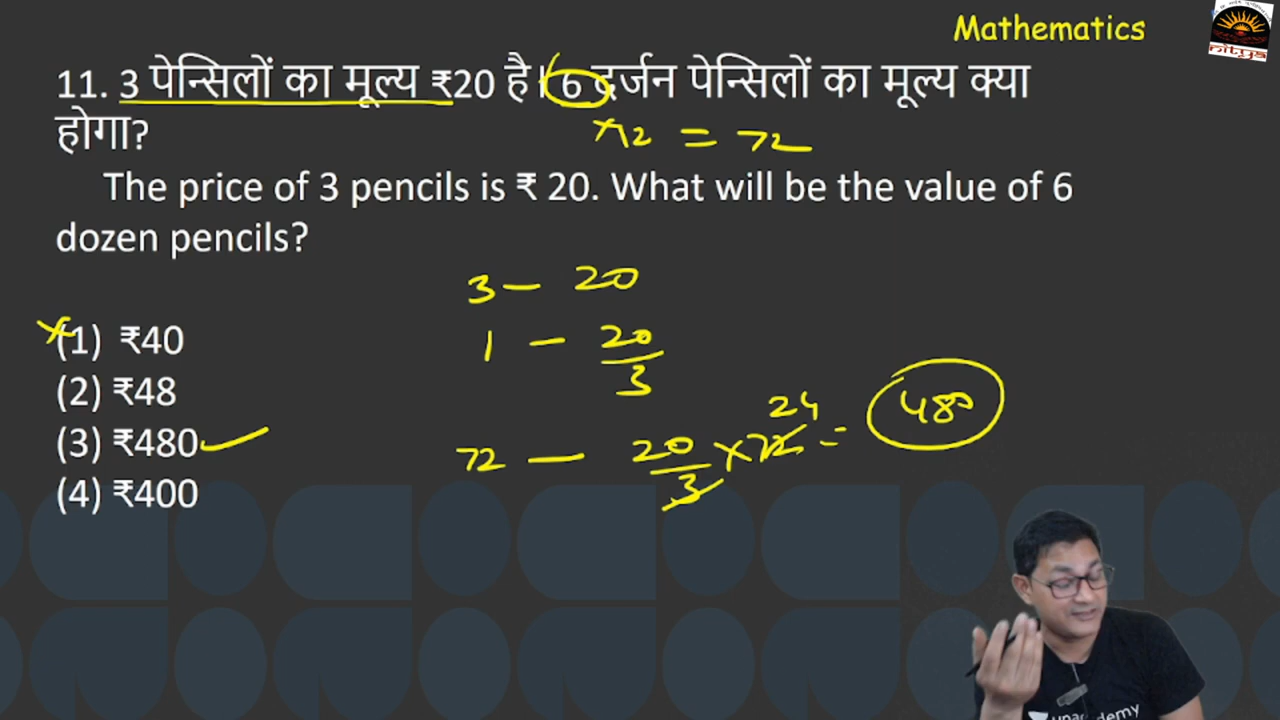 Mathematics
nitya
11. 3 पेन्सिलों का मूल्य ₹20 है। 6 दर्जन पेन्सिलों का मूल्य क्या
होगा?
×12 = 72
The price of 3 pencils is ₹ 20. What will be the value of 6
dozen pencils?
3 – 20
1 – 20/3
(1) ₹40
(2) ₹48
(3) ₹480
(4) ₹400
24
72 – 20/3 × 72 = 480